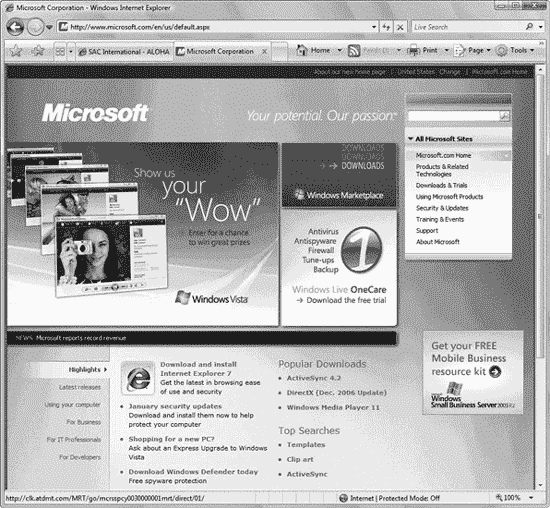 Microsoft Corporation - Windows Internet Explorer
http://www.microsoft.com/en/us/default.aspx
Live Search
SAC International - ALOHA
Microsoft Corporation
Home
Feeds (J)
Print
Page
Tools
About our new home page | United States Change | Microsoft.com Home
Microsoft
Your potential. Our passion.™
All Microsoft Sites
Microsoft.com Home
Products & Related
Technologies
Downloads & Trials
Using Microsoft Products
Security & Updates
Training & Events
Support
About Microsoft
Show us
your
"Wow"
Enter for a chance
to win great prizes
Windows Vista
DOWNLOADS
DOWNLOADS
DOWNLOADS
Windows Marketplace
Antivirus
Antispyware
Firewall
Tune-ups
Backup
1
Windows Live OneCare
Download the free trial
NEWS Microsoft reports record revenue
Get your FREE
Mobile Business
resource kit
Microsoft
Windows
Small Business Server 2003 R2
Highlights
Latest releases
Using your computer
For Business
For IT Professionals
For Developers
Download and install
Internet Explorer 7
Get the latest in browsing ease
of use and security
• January security updates
Download and install them now to help
protect your computer
• Shopping for a new PC?
Ask about an Express Upgrade to Windows
Vista
• Download Windows Defender today
Free spyware protection
Popular Downloads
• ActiveSync 4.2
• DirectX (Dec. 2006 Update)
• Windows Media Player 11
Top Searches
• Templates
• Clip art
• ActiveSync
http://clk.atdmt.com/MRT/go/mcrsspcy0030000001mrt/direct/01/
Internet | Protected Mode: Off
100%